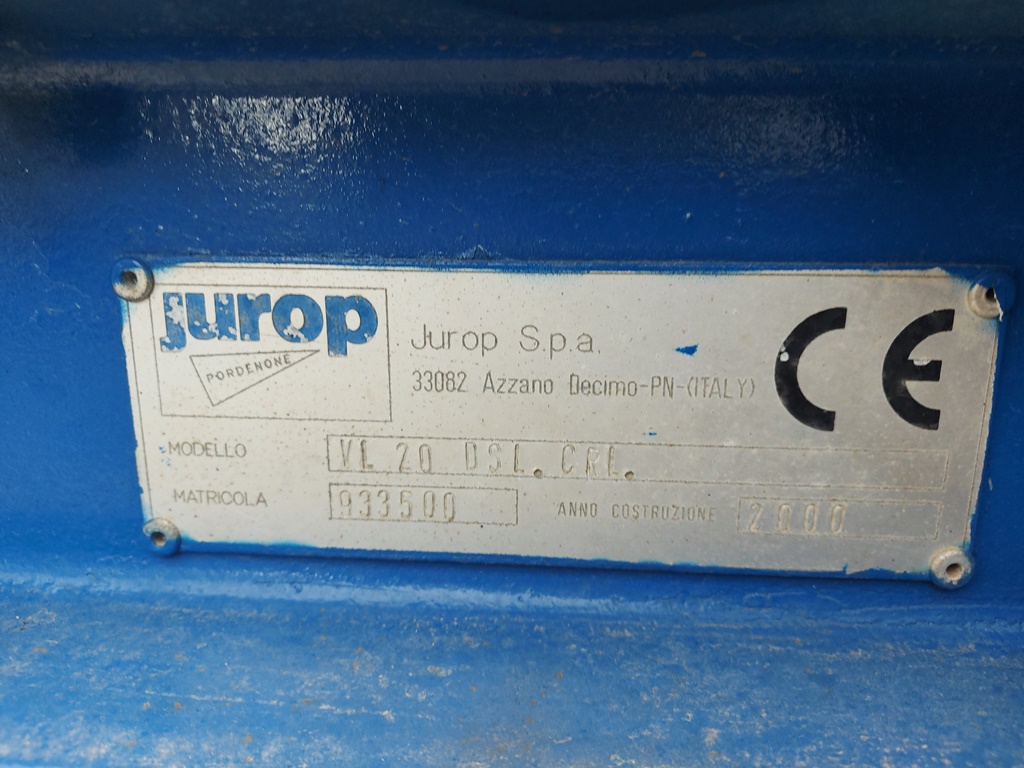 jurop
PORDENONE
Jurop S.p.a.
33082 Azzano Decimo-PN-(ITALY)
CE
MODELLO VL 20 DSL. CRL.
MATRICOLA 933500 ANNO COSTRUZIONE 2000